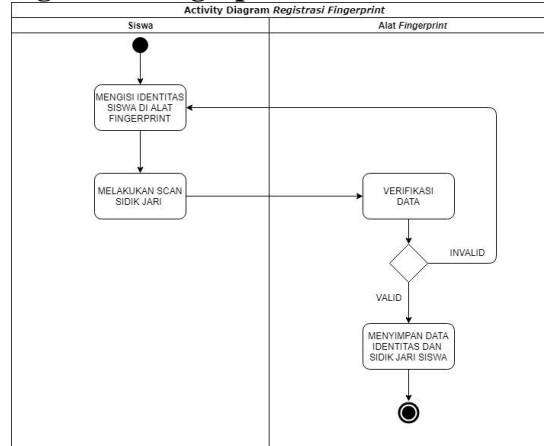 Activity Diagram Registrasi Fingerprint
Siswa
Alat Fingerprint
MENGISI IDENTITAS
SISWA DI ALAT
FINGERPRINT
MELAKUKAN SCAN
SIDIK JARI
VERIFIKASI
DATA
INVALID
VALID
MENYIMPAN DATA
IDENTITAS DAN
SIDIK JARI SISWA